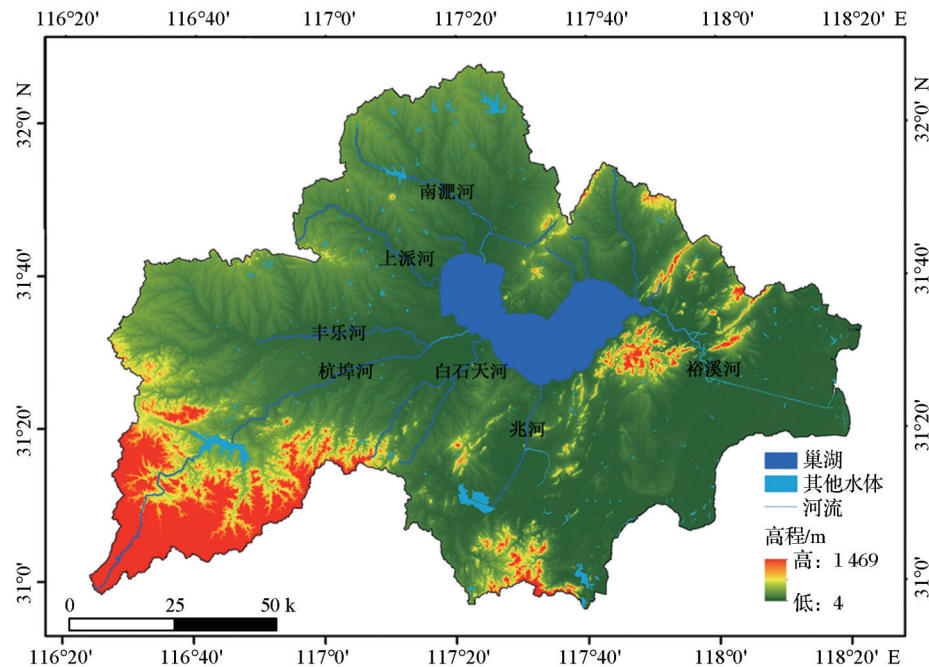 116°20' 116°40' 117°0' 117°20' 117°40' 118°0' 118°20' E
32°0' N
32°0' N
南淝河
上派河
31°40'
31°40'
丰乐河
杭埠河
白石天河
裕溪河
31°20'
31°20'
兆河
巢湖
其他水体
河流
高程/m
高：1 469
低：4
31°0'
31°0'
0 25 50 k
116°20' 116°40' 117°0' 117°20' 117°40' 118°0' 118°20' E